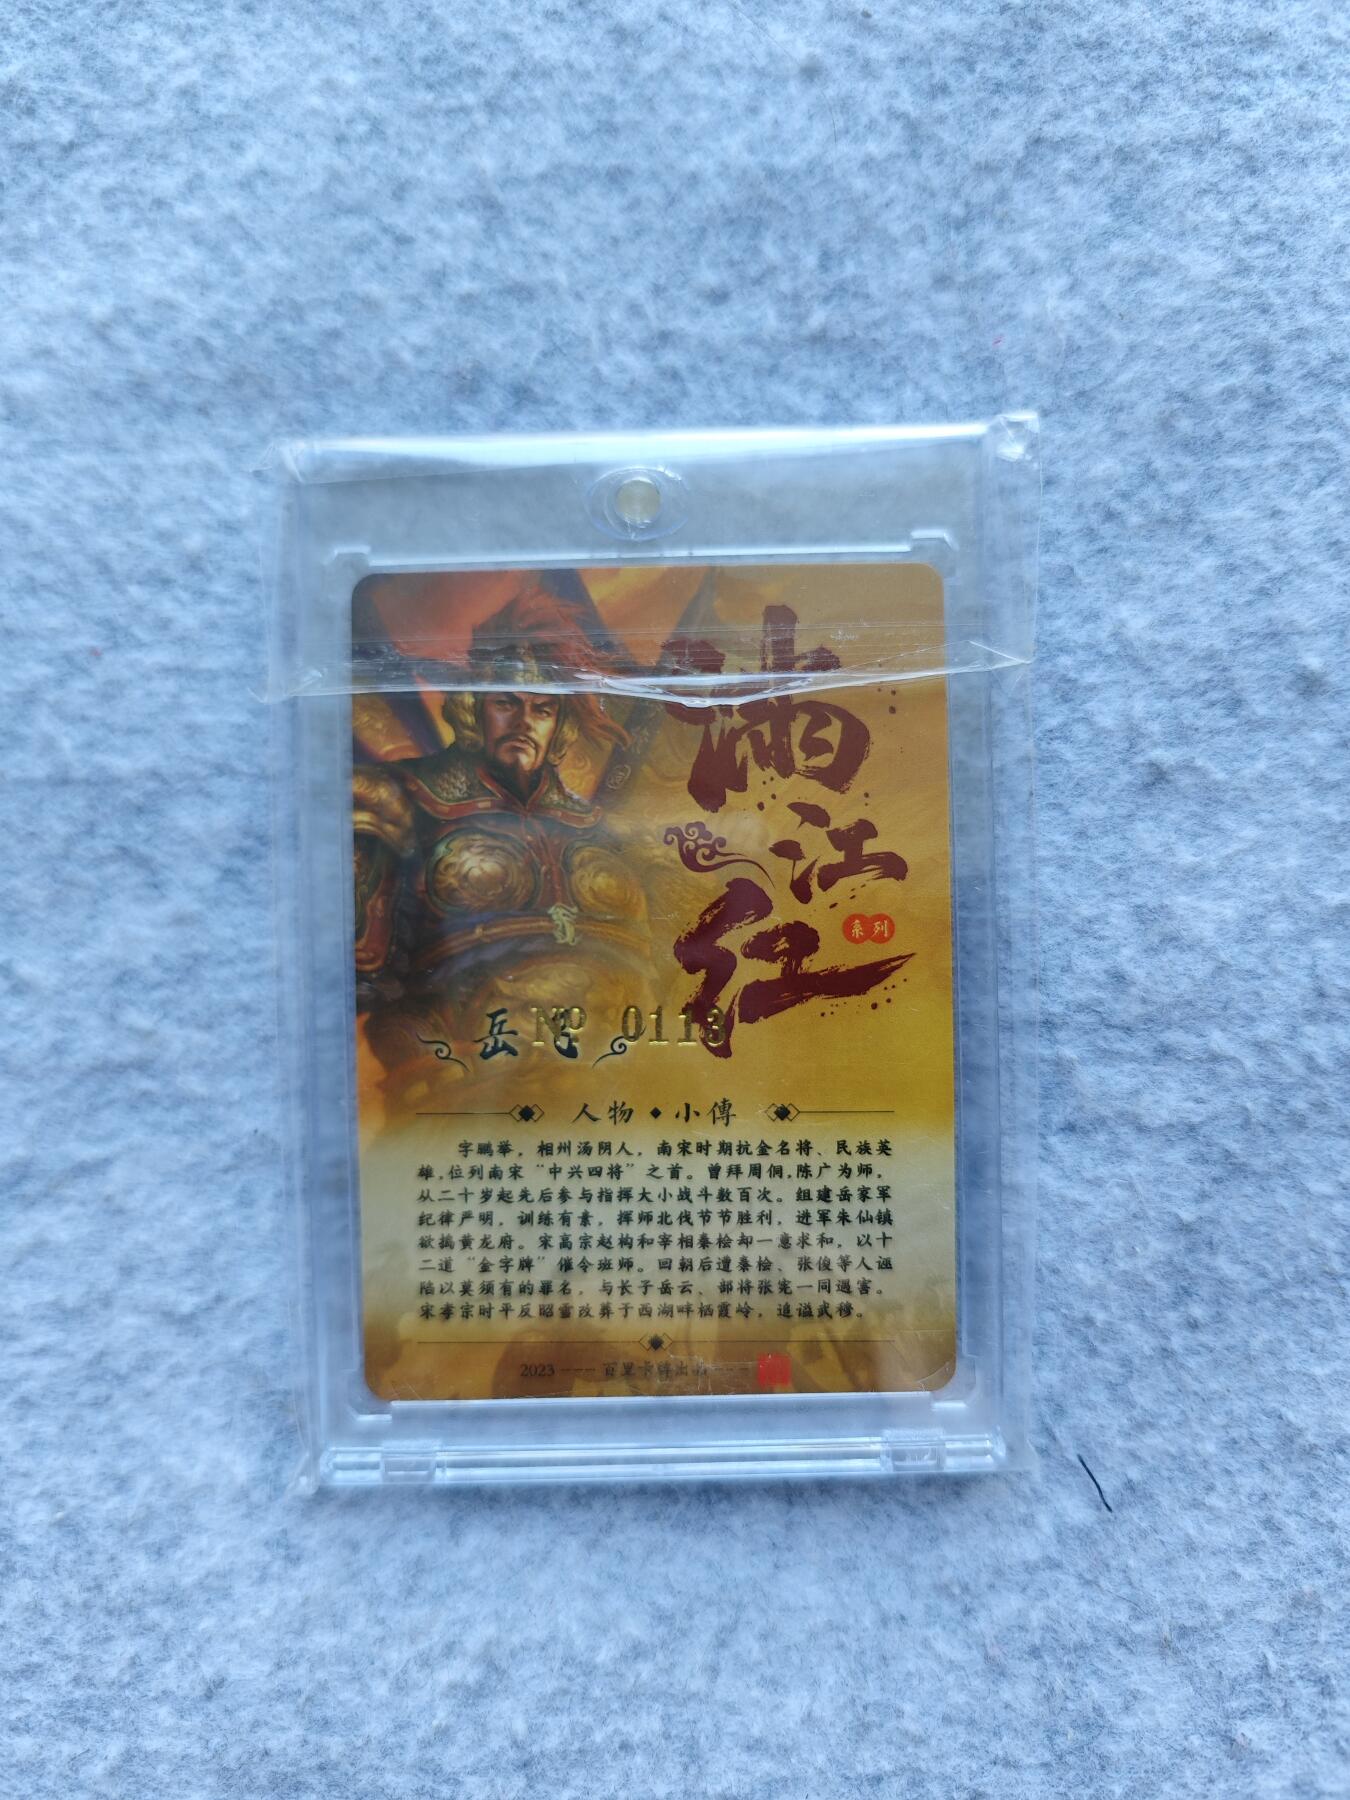 满江红
系列
岳飞
№ 0113
人物◆小傳
字鹏举，相州汤阴人，南宋时期抗金名将、民族英
雄，位列南宋“中兴四将”之首。曾拜周侗，陈广为师，
从二十岁起先后参与指挥大小战斗数百次。组建岳家军
纪律严明，训练有素，挥师北伐节节胜利，进军朱仙镇
欲捣黄龙府。宋高宗赵构和宰相秦桧却一意求和，以十
二道“金字牌”催令班师。回朝后遭秦桧、张俊等人诬
陷以莫须有的罪名，与长子岳云、部将张宪一同遇害。
宋孝宗时平反昭雪改葬于西湖畔栖霞岭，追谥武穆。
2023 --- 百里卡牌出品 ---